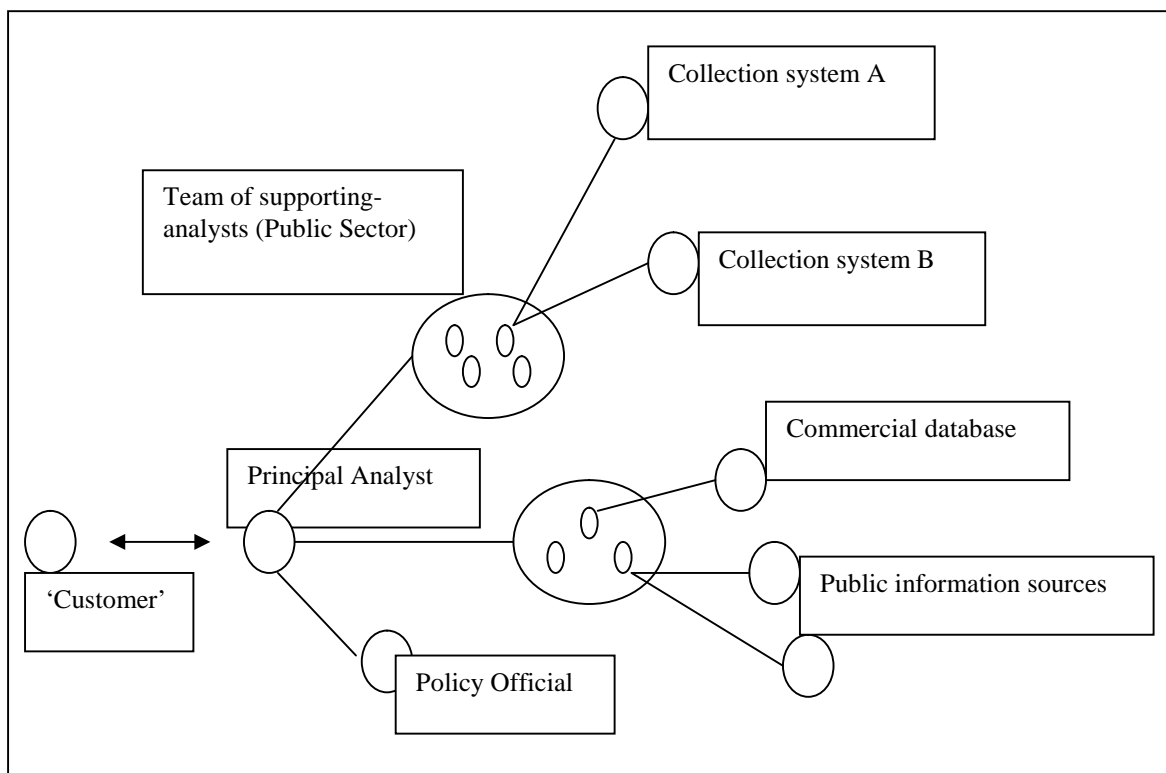 Collection system A
Team of supporting-
analysts (Public Sector)
Collection system B
Commercial database
Principal Analyst
Public information sources
‘Customer’
Policy Official